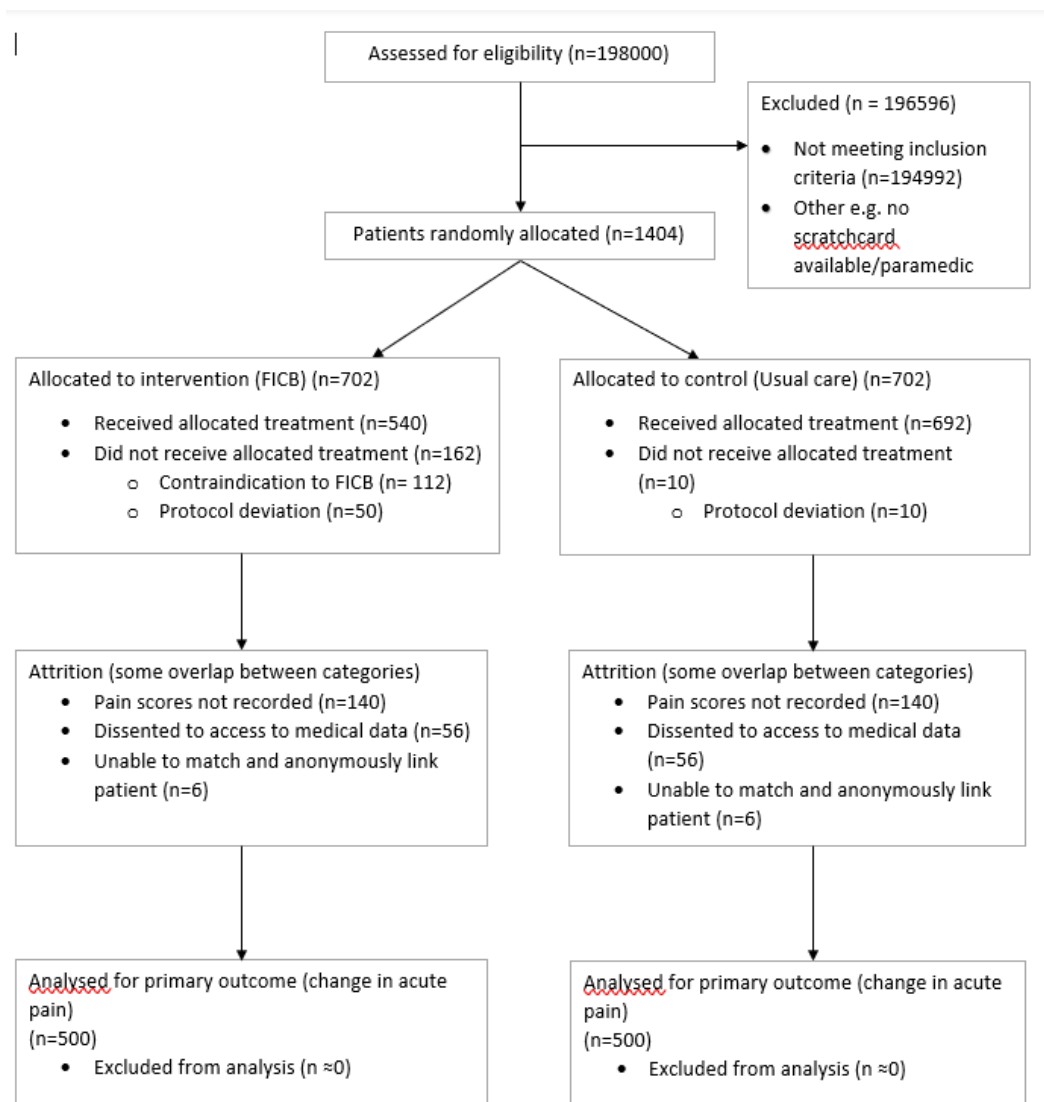 Assessed for eligibility (n=198000)
Excluded (n = 196596)
• Not meeting inclusion
criteria (n=194992)
• Other e.g. no
scratchcard
available/paramedic
Patients randomly allocated (n=1404)
Allocated to intervention (FICB) (n=702)
• Received allocated treatment (n=540)
• Did not receive allocated treatment (n=162)
o Contraindication to FICB (n= 112)
o Protocol deviation (n=50)
Allocated to control (Usual care) (n=702)
• Received allocated treatment (n=692)
• Did not receive allocated treatment
(n=10)
o Protocol deviation (n=10)
Attrition (some overlap between categories)
• Pain scores not recorded (n=140)
• Dissented to access to medical data (n=56)
• Unable to match and anonymously link
patient (n=6)
Attrition (some overlap between categories)
• Pain scores not recorded (n=140)
• Dissented to access to medical data
(n=56)
• Unable to match and anonymously link
patient (n=6)
Analysed for primary outcome (change in acute
pain)
(n=500)
• Excluded from analysis (n ≈0)
Analysed for primary outcome (change in acute
pain)
(n=500)
• Excluded from analysis (n ≈0)